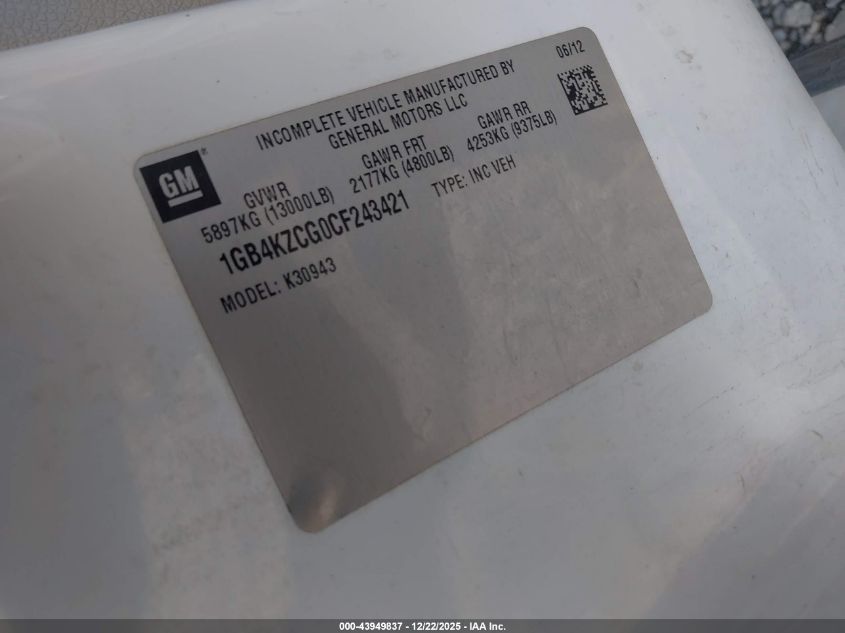 06/12
INCOMPLETE VEHICLE MANUFACTURED BY
GENERAL MOTORS LLC
GM®
GVWR GAWR FRT GAWR RR
5897KG (13000LB) 2177KG (4800LB) 4253KG (9375LB)
1GB4KZCG0CF243421 TYPE: INC VEH
MODEL: K30943
000-43949837 - 12/22/2025 - IAA Inc.